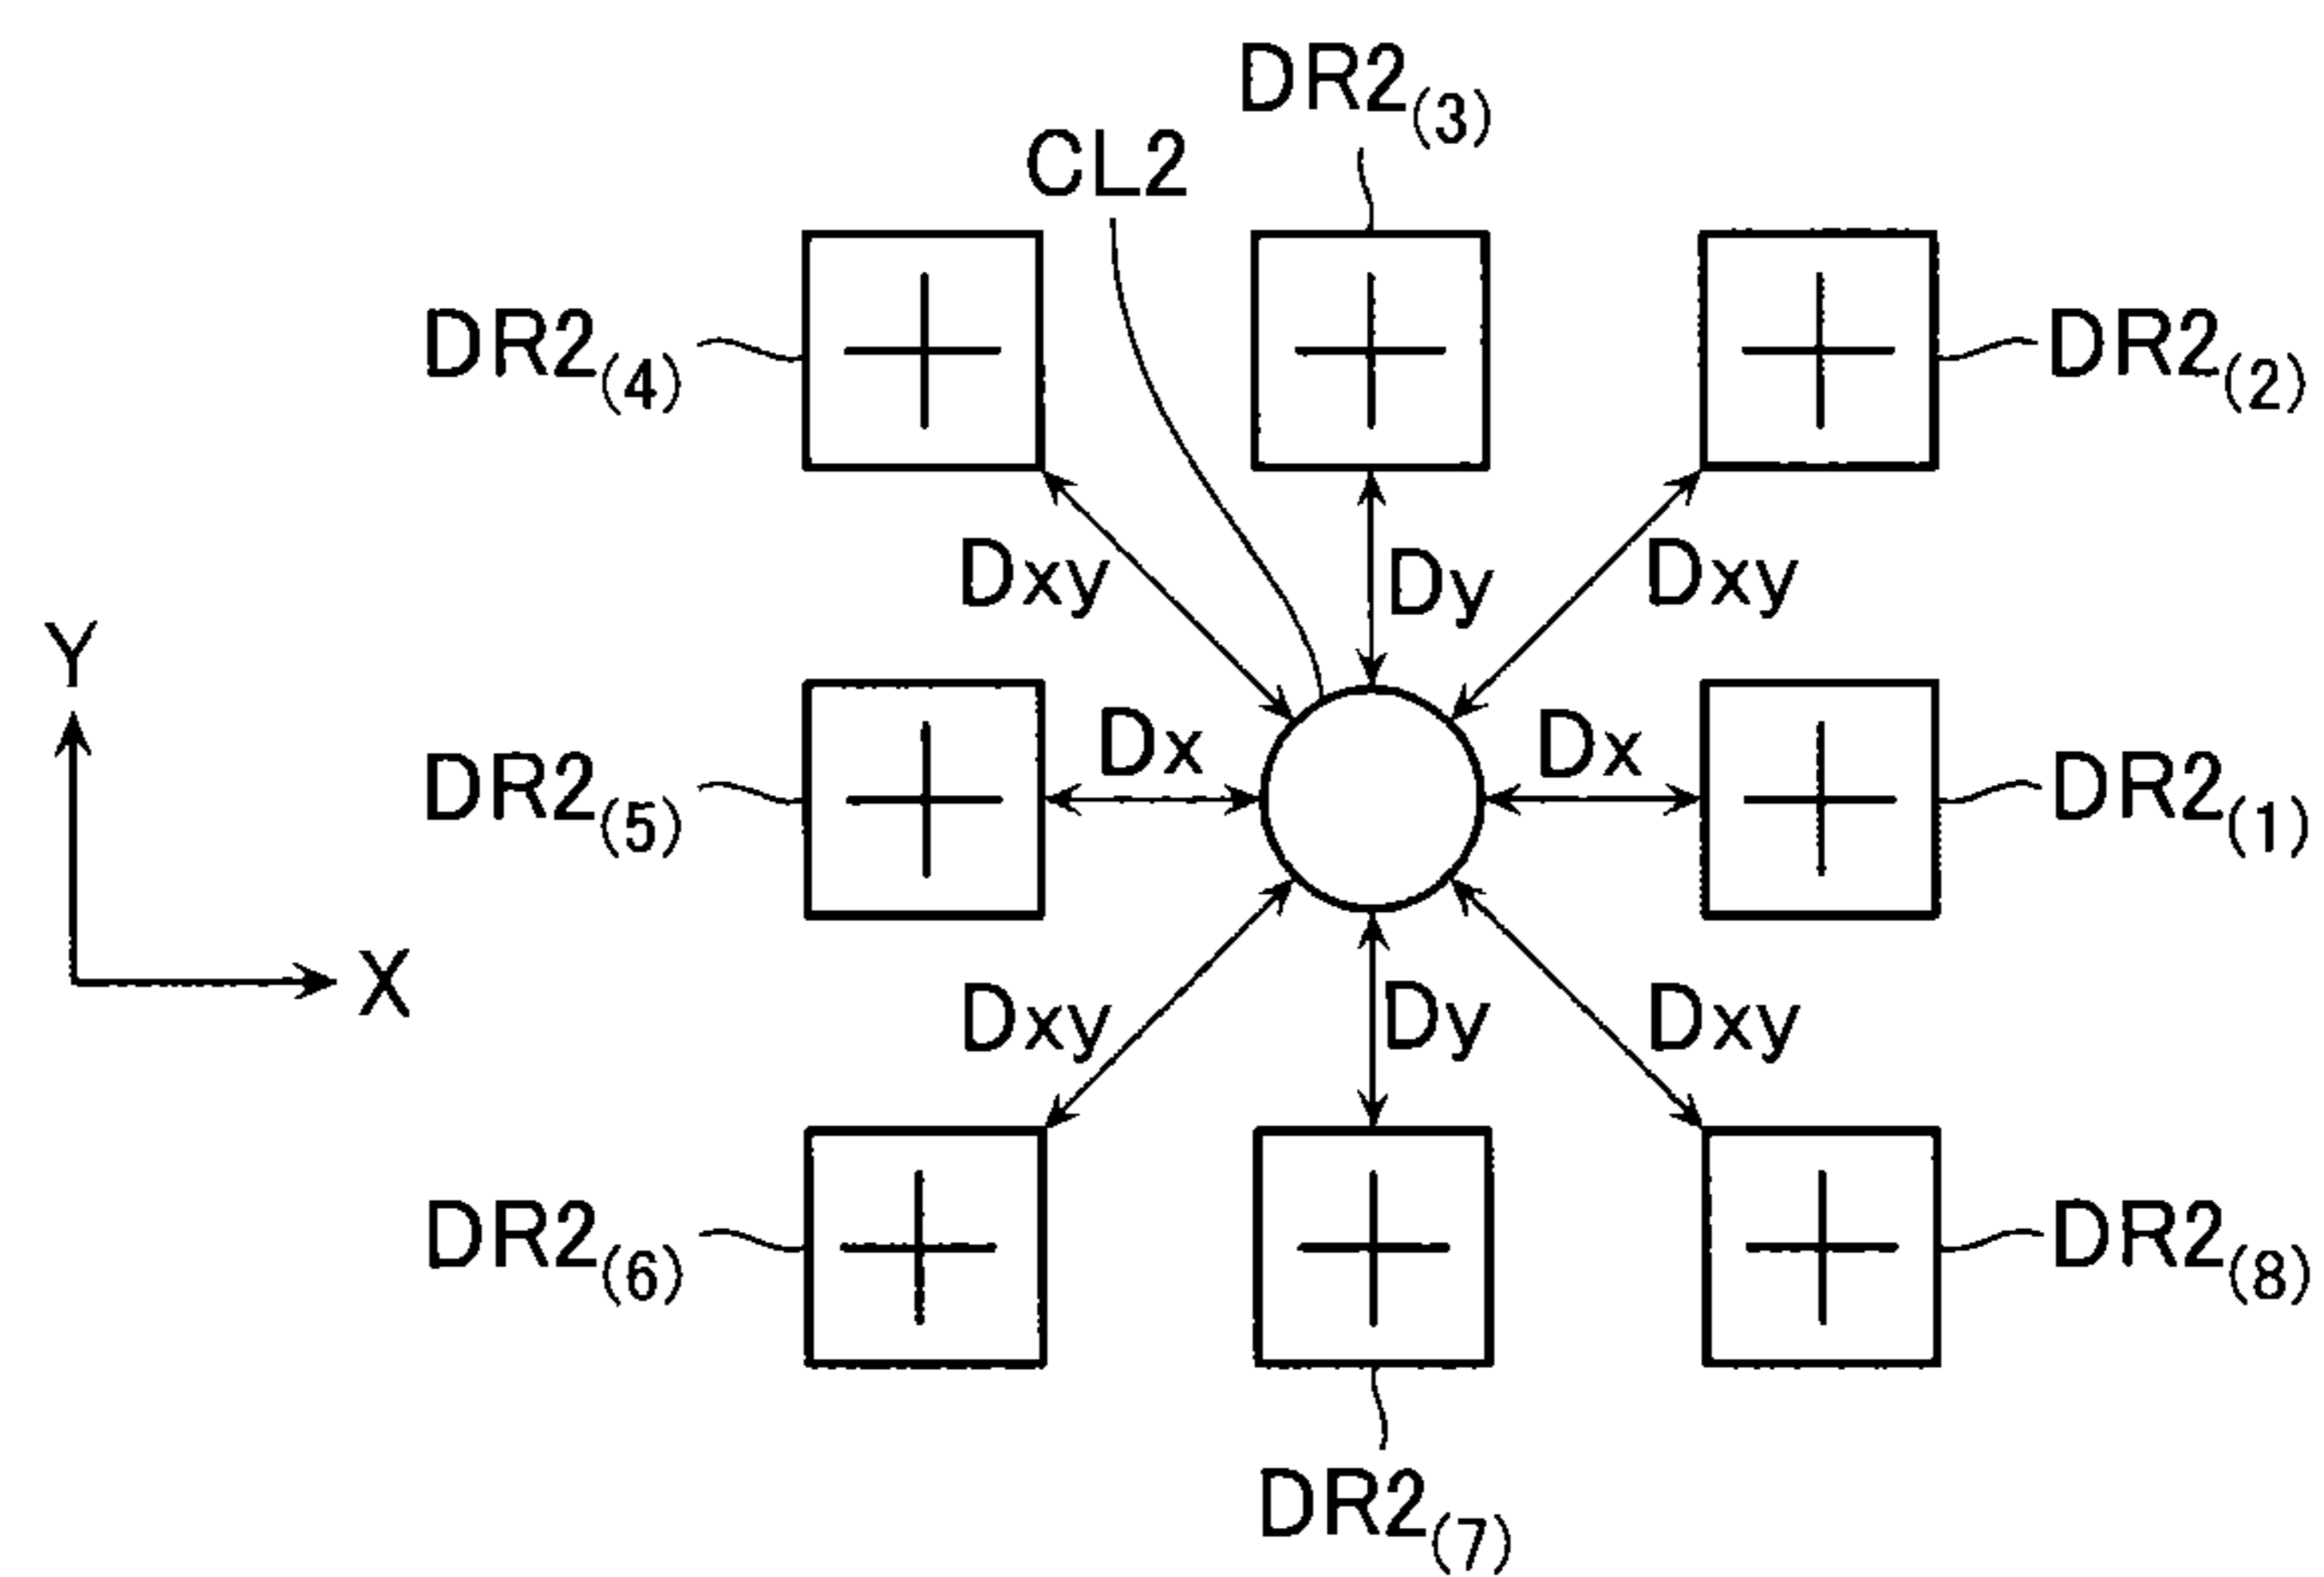 DR2(3)
CL2
DR2(4)
DR2(2)
Dxy
Dy
Dxy
Y
Dx
Dx
DR2(5)
DR2(1)
X
Dxy
Dy
Dxy
DR2(6)
DR2(8)
DR2(7)